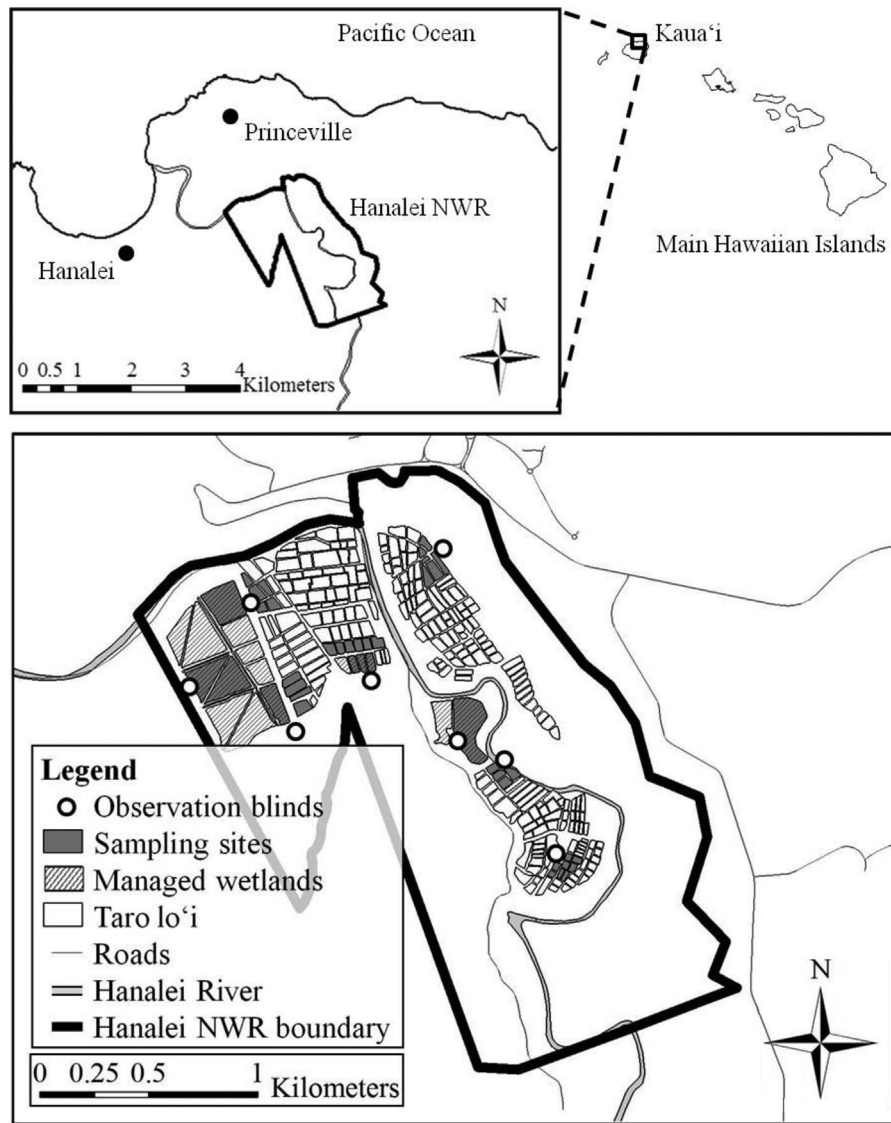 Pacific Ocean
Kaua‘i
Princeville
Hanalei NWR
Hanalei
Main Hawaiian Islands
N
0 0.5 1 2 3 4
Kilometers
Legend
Observation blinds
Sampling sites
Managed wetlands
Taro lo‘i
Roads
Hanalei River
Hanalei NWR boundary
N
0 0.25 0.5 1
Kilometers